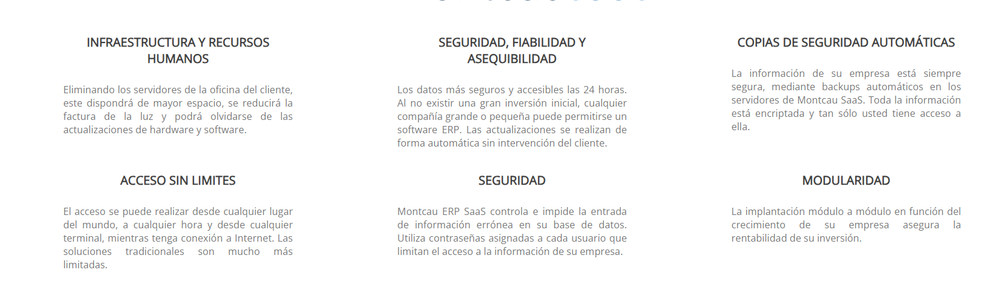 INFRAESTRUCTURA Y RECURSOS
HUMANOS
Eliminando los servidores de la oficina del cliente,
este dispondrá de mayor espacio, se reducirá la
factura de la luz y podrá olvidarse de las
actualizaciones de hardware y software.
SEGURIDAD, FIABILIDAD Y
ASEQUIBILIDAD
Los datos más seguros y accesibles las 24 horas.
Al no existir una gran inversión inicial, cualquier
compañía grande o pequeña puede permitirse un
software ERP. Las actualizaciones se realizan de
forma automática sin intervención del cliente.
COPIAS DE SEGURIDAD AUTOMÁTICAS
La información de su empresa está siempre
segura, mediante backups automáticos en los
servidores de Montcau SaaS. Toda la información
está encriptada y tan sólo usted tiene acceso a
ella.
ACCESO SIN LIMITES
El acceso se puede realizar desde cualquier lugar
del mundo, a cualquier hora y desde cualquier
terminal, mientras tenga conexión a Internet. Las
soluciones tradicionales son mucho más
limitadas.
SEGURIDAD
Montcau ERP SaaS controla e impide la entrada
de información errónea en su base de datos.
Utiliza contraseñas asignadas a cada usuario que
limitan el acceso a la información de su empresa.
MODULARIDAD
La implantación módulo a módulo en función del
crecimiento de su empresa asegura la
rentabilidad de su inversión.